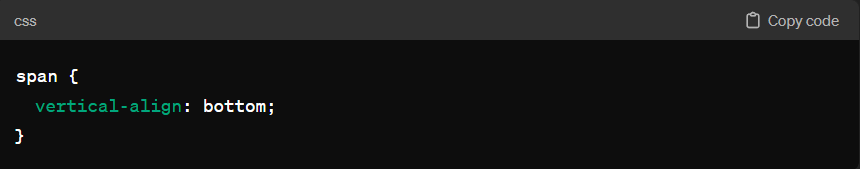 css
Copy code
span {
  vertical-align: bottom;
}